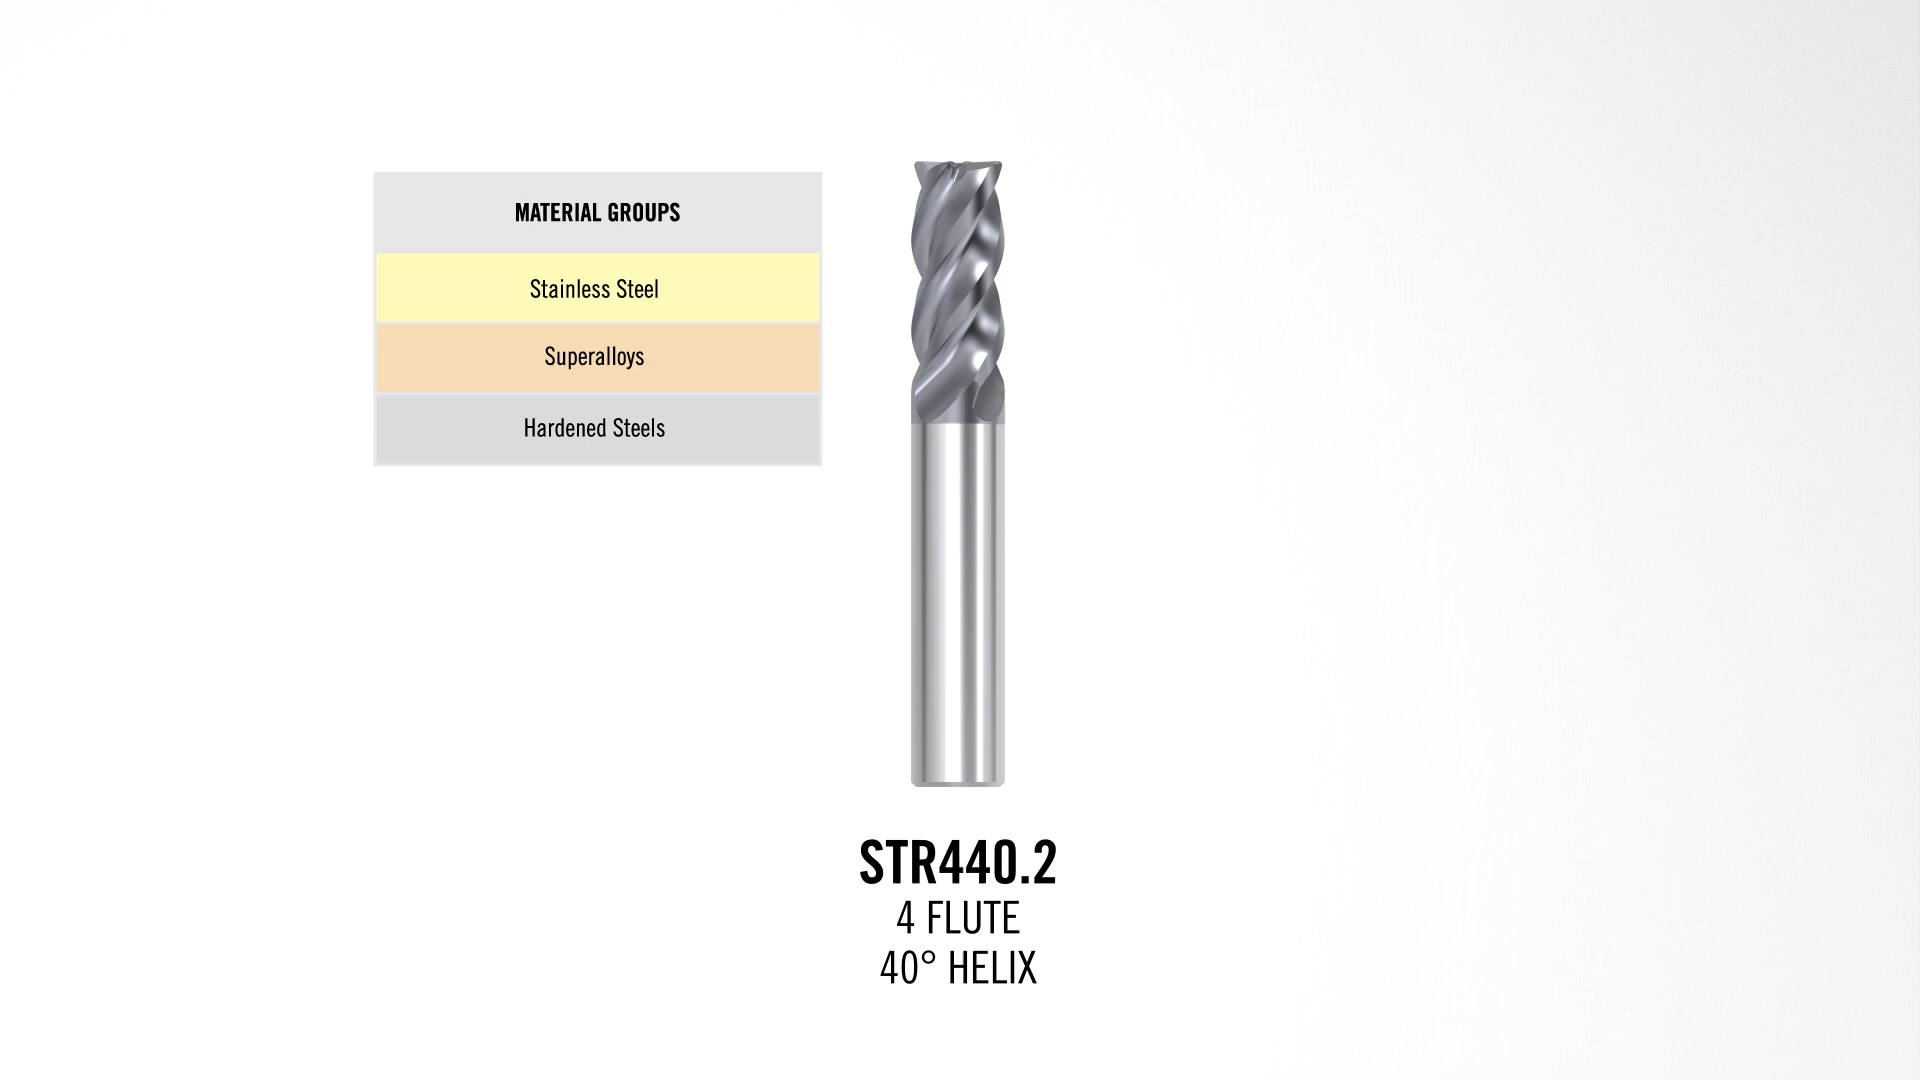 MATERIAL GROUPS
Stainless Steel
Superalloys
Hardened Steels
STR440.2
4 FLUTE
40° HELIX